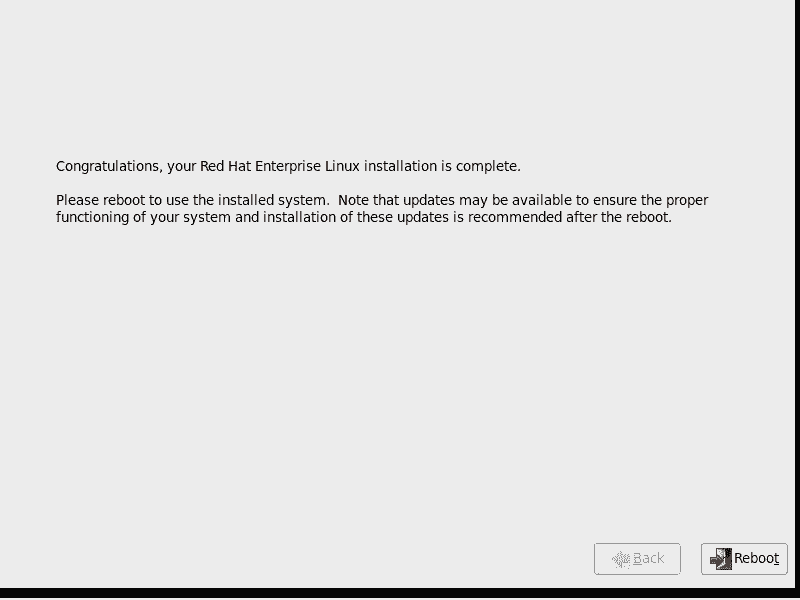 Congratulations, your Red Hat Enterprise Linux installation is complete.
Please reboot to use the installed system.  Note that updates may be available to ensure the proper
functioning of your system and installation of these updates is recommended after the reboot.
Back
Reboot